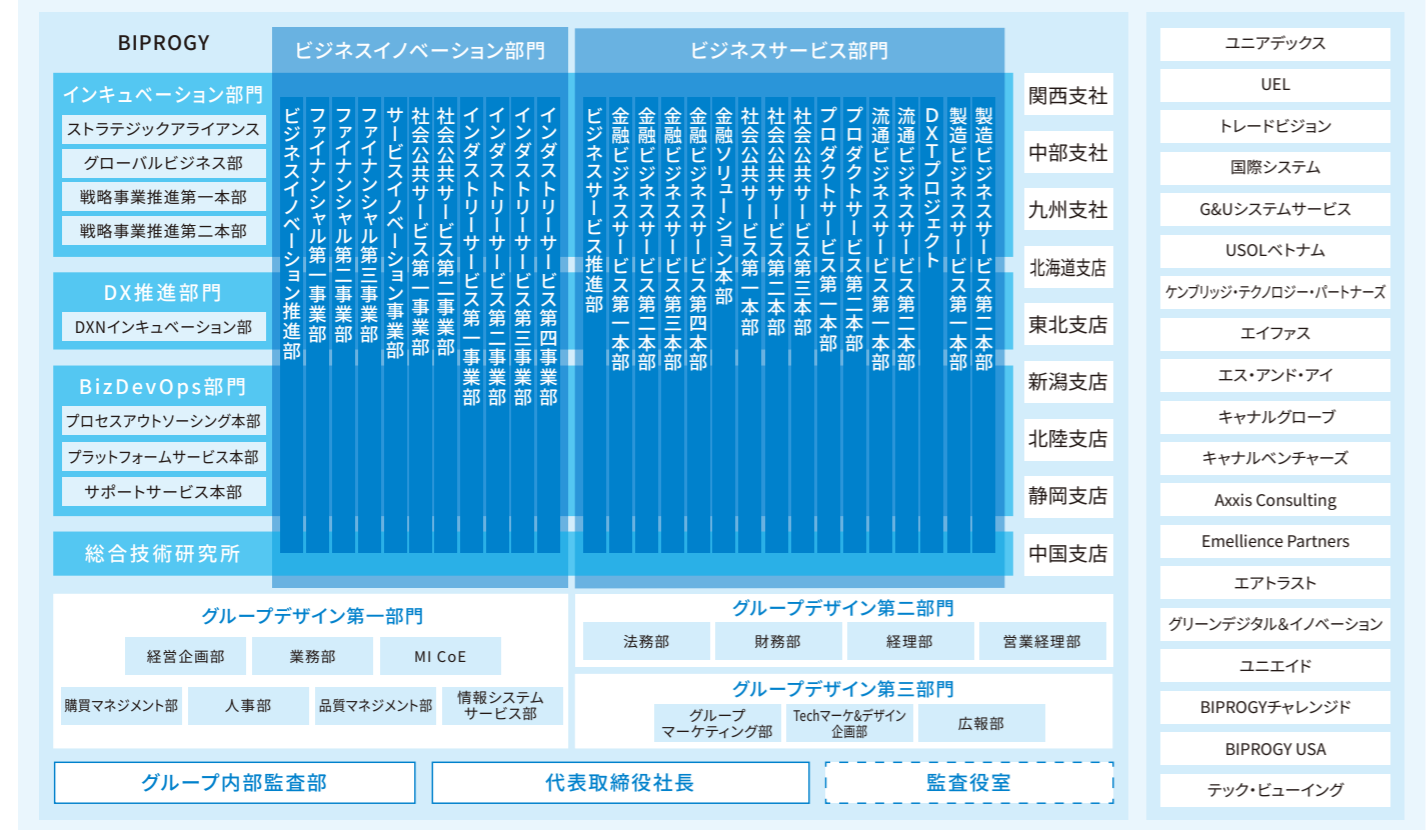 BIPROGY
ビジネスイノベーション部門
ビジネスサービス部門
インキュベーション部門
ストラテジックアライアンス
グローバルビジネス部
戦略事業推進第一本部
戦略事業推進第二本部
DX推進部門
DXNインキュベーション部
BizDevOps部門
プロセスアウトソーシング本部
プラットフォームサービス本部
サポートサービス本部
総合技術研究所
ビジネスイノベーション推進部
ファイナンシャル第一事業部
ファイナンシャル第二事業部
ファイナンシャル第三事業部
サービスイノベーション事業部
社会公共サービス第一事業部
社会公共サービス第二事業部
インダストリーサービス第一事業部
インダストリーサービス第二事業部
インダストリーサービス第三事業部
インダストリーサービス第四事業部
ビジネスサービス推進部
金融ビジネスサービス第一本部
金融ビジネスサービス第二本部
金融ビジネスサービス第三本部
金融ビジネスサービス第四本部
金融ソリューション本部
社会公共サービス第一本部
社会公共サービス第二本部
社会公共サービス第三本部
プロダクトサービス第一本部
プロダクトサービス第二本部
流通ビジネスサービス第一本部
流通ビジネスサービス第二本部
DXTプロジェクト
製造ビジネスサービス第一本部
製造ビジネスサービス第二本部
関西支社
中部支社
九州支社
北海道支店
東北支店
新潟支店
北陸支店
静岡支店
中国支店
グループデザイン第一部門
経営企画部
業務部
MI CoE
購買マネジメント部
人事部
品質マネジメント部
情報システム
サービス部
グループデザイン第二部門
法務部
財務部
経理部
営業経理部
グループデザイン第三部門
グループ
マーケティング部
Techマーケ&デザイン
企画部
広報部
グループ内部監査部
代表取締役社長
監査役室
ユニアデックス
UEL
トレードビジョン
国際システム
G&Uシステムサービス
USOLベトナム
ケンブリッジ・テクノロジー・パートナーズ
エイファス
エス・アンド・アイ
キャナルグローブ
キャナルベンチャーズ
Axxis Consulting
Emellience Partners
エアトラスト
グリーンデジタル&イノベーション
ユニエイド
BIPROGYチャレンジド
BIPROGY USA
テック・ビューイング